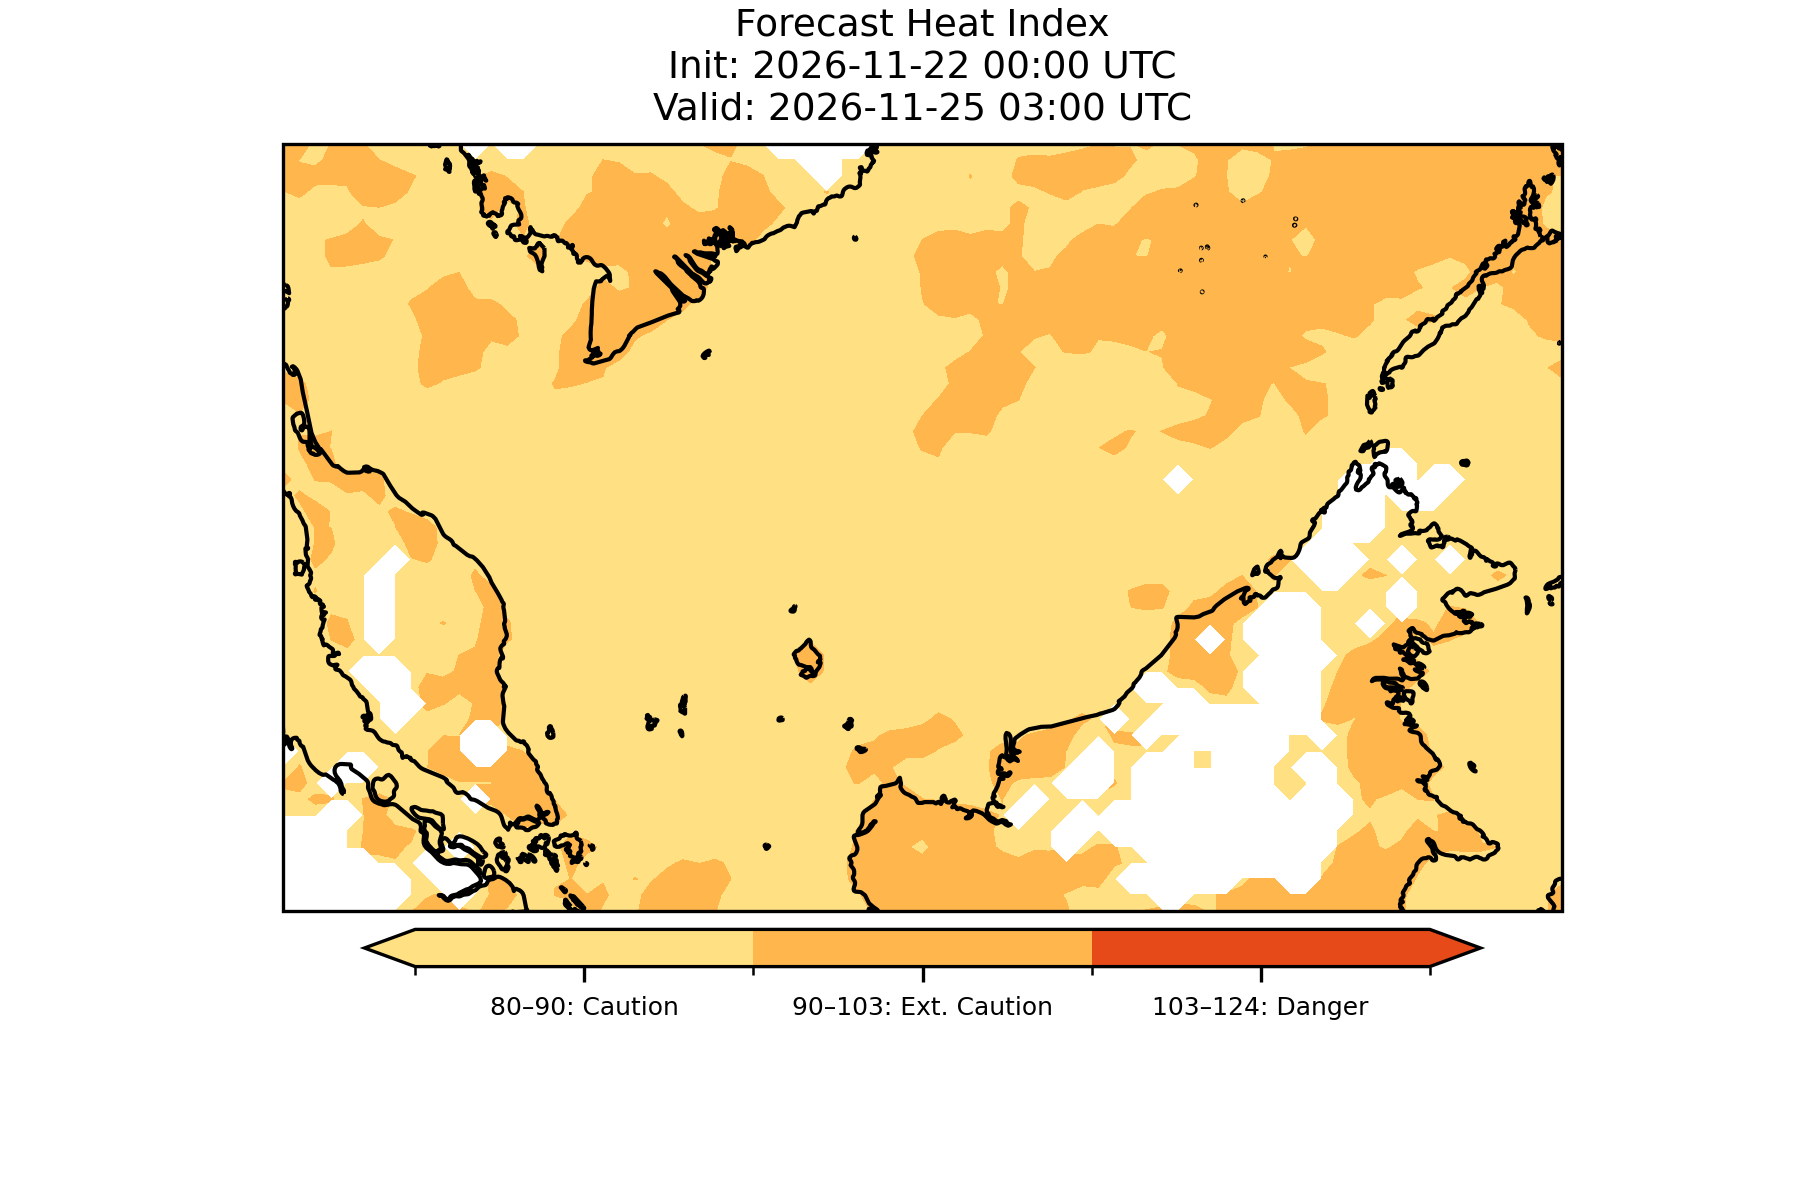 Forecast Heat Index
Init: 2026-11-22 00:00 UTC
Valid: 2026-11-25 03:00 UTC
80–90: Caution
90–103: Ext. Caution
103–124: Danger